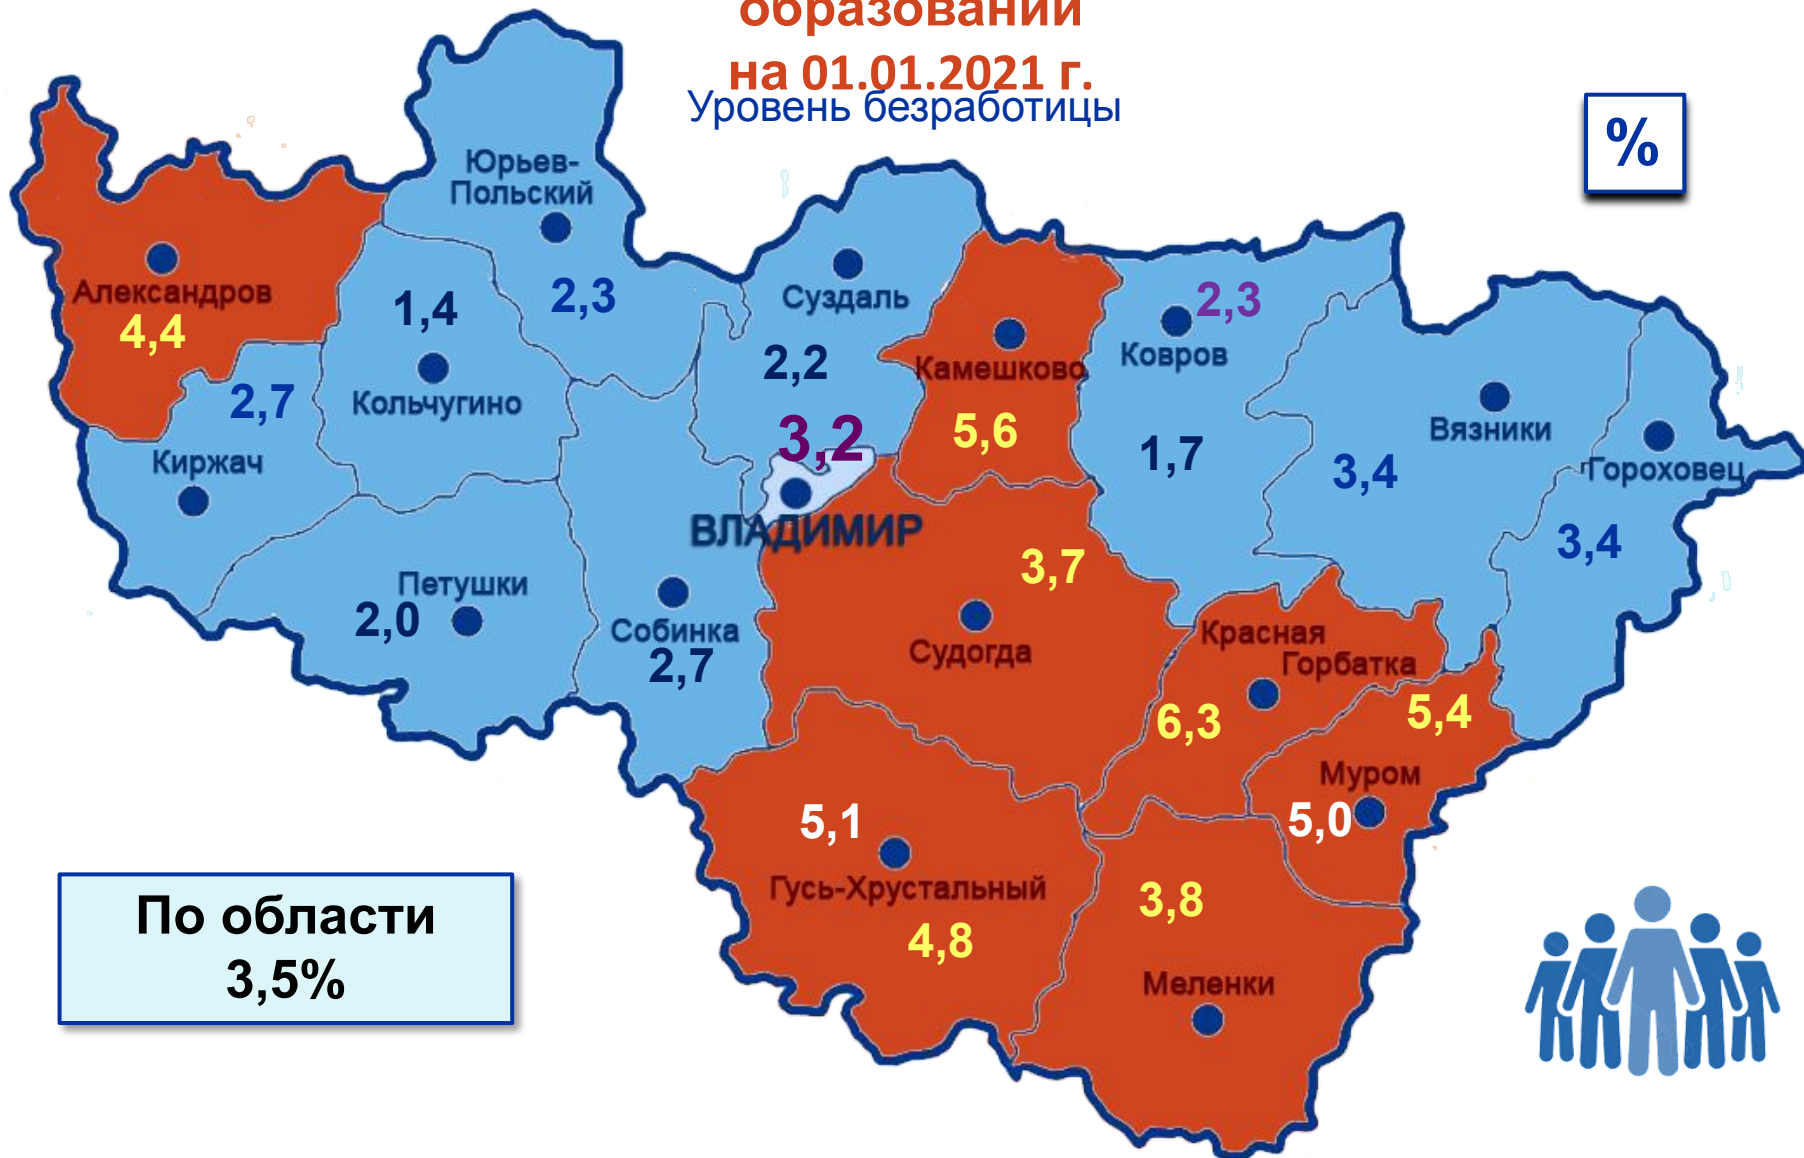 образований
на 01.01.2021 г.
Уровень безработицы
%
Юрьев-
Польский
2,3
Александров
4,4
1,4
Кольчугино
2,7
Киржач
Суздаль
2,2
3,2
ВЛАДИМИР
Камешково
5,6
2,3
Ковров
1,7
Вязники
3,4
Гороховец
3,4
Петушки
2,0
Собинка
2,7
3,7
Судогда
Красная
Горбатка
6,3
5,4
Муром
5,0
5,1
Гусь-Хрустальный
4,8
3,8
Меленки
По области
3,5%